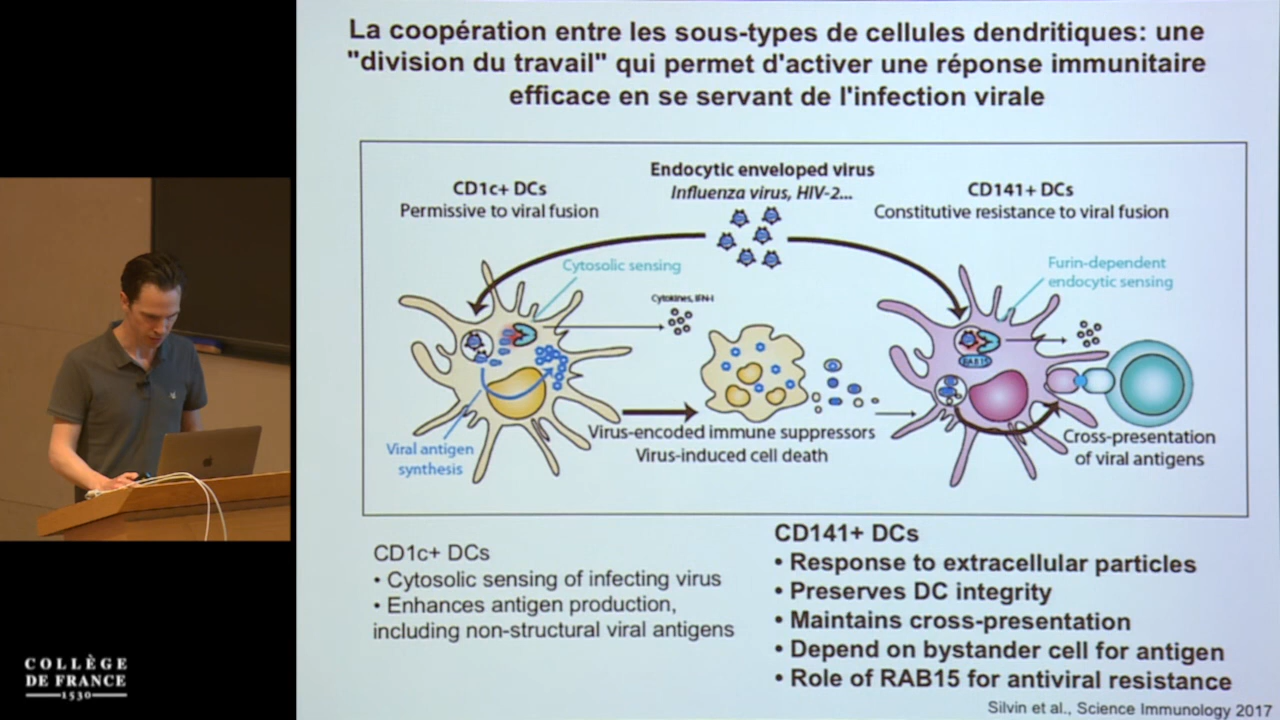 La coopération entre les sous-types de cellules dendritiques: une
"division du travail" qui permet d'activer une réponse immunitaire
efficace en se servant de l'infection virale
Endocytic enveloped virus
Influenza virus, HIV-2...
CD1c+ DCs
Permissive to viral fusion
CD141+ DCs
Constitutive resistance to viral fusion
Cytosolic sensing
Furin-dependent
endocytic sensing
Cytokines, IFN-I
RAB15
Viral antigen
synthesis
Virus-encoded immune suppressors
Virus-induced cell death
Cross-presentation
of viral antigens
CD1c+ DCs
• Cytosolic sensing of infecting virus
• Enhances antigen production,
including non-structural viral antigens
CD141+ DCs
• Response to extracellular particles
• Preserves DC integrity
• Maintains cross-presentation
• Depend on bystander cell for antigen
• Role of RAB15 for antiviral resistance
Silvin et al., Science Immunology 2017
COLLÈGE
DE FRANCE
1530